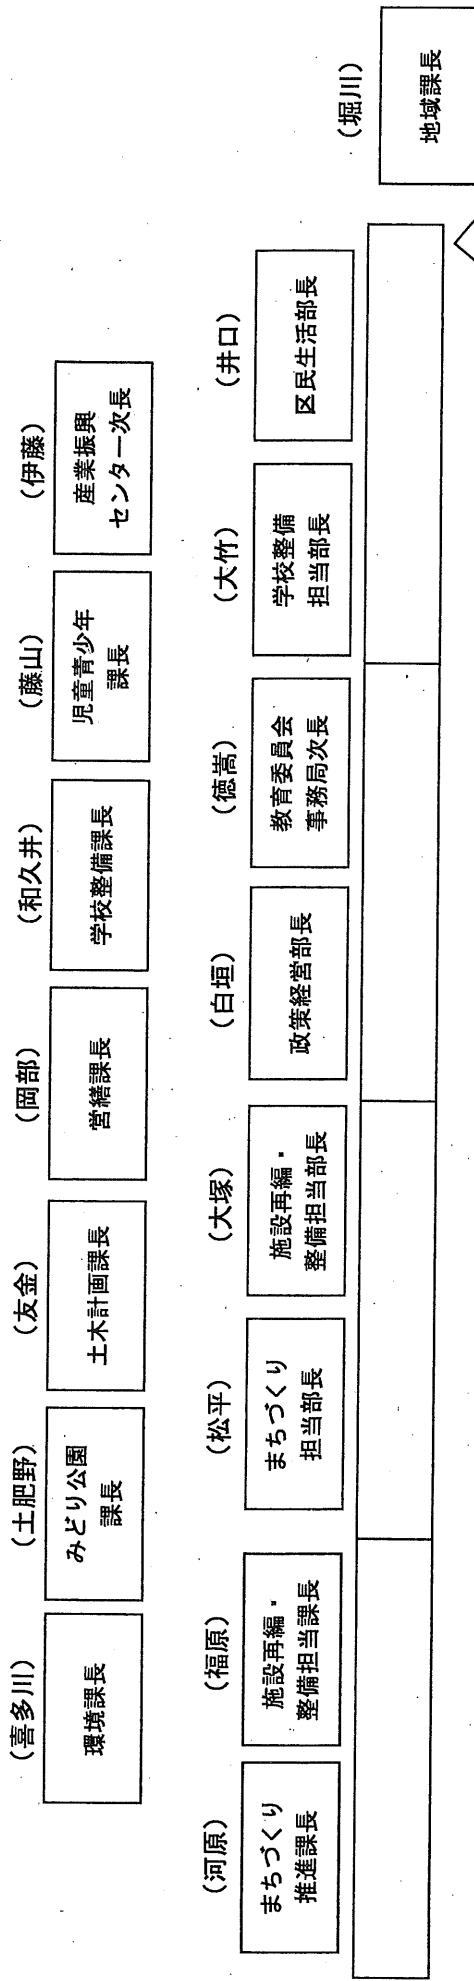 (喜多川)
環境課長
(土肥野)
みどり公園
課長
(友金)
土木計画課長
(岡部)
営繕課長
(和久井)
学校整備課長
(藤山)
児童青少年
課長
(伊藤)
産業振興
センター次長
(河原)
まちづくり
推進課長
(福原)
施設再編・
整備担当課長
(松平)
まちづくり
担当部長
(大塚)
施設再編・
整備担当部長
(白垣)
政策経営部長
(徳嵩)
教育委員会
事務局次長
(大竹)
学校整備
担当部長
(井口)
区民生活部長
(堀川)
地域課長